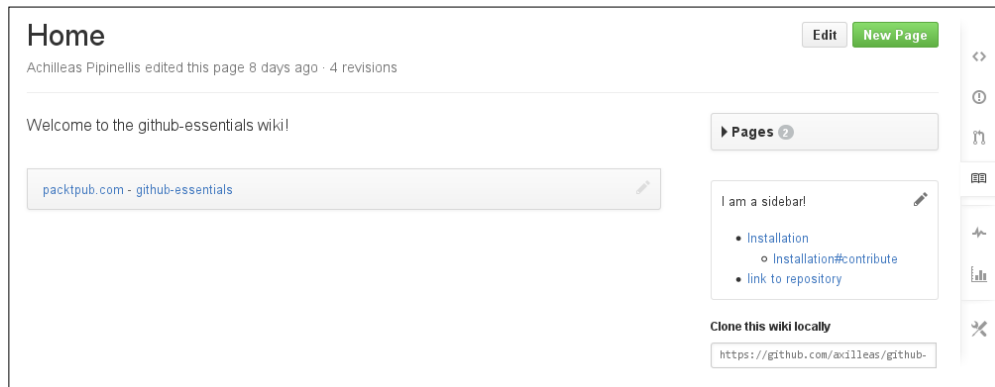 Home
Edit
New Page
Achilleas Pipinellis edited this page 8 days ago · 4 revisions
Welcome to the github-essentials wiki!
Pages 2
packtpub.com - github-essentials
I am a sidebar!
Installation
Installation#contribute
link to repository
Clone this wiki locally
https://github.com/axilleas/github-